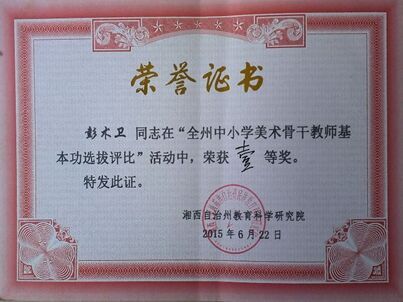 荣誉证书
彭术卫 同志在“全州中小学美术骨干教师基
本功选拔评比”活动中，荣获 壹 等奖。
特发此证。
湘西自治州教育科学研究院
2015年6月22日